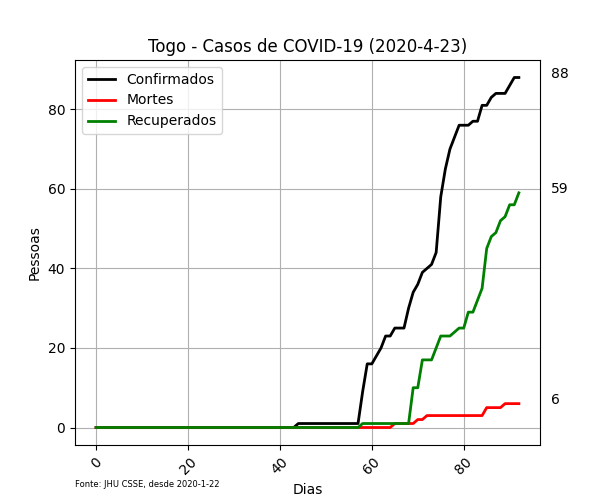 Togo - Casos de COVID-19 (2020-4-23)
Confirmados
Mortes
Recuperados
88
80
60
59
40
20
6
0
Pessoas
0 20 40 60 80
Dias
Fonte: JHU CSSE, desde 2020-1-22